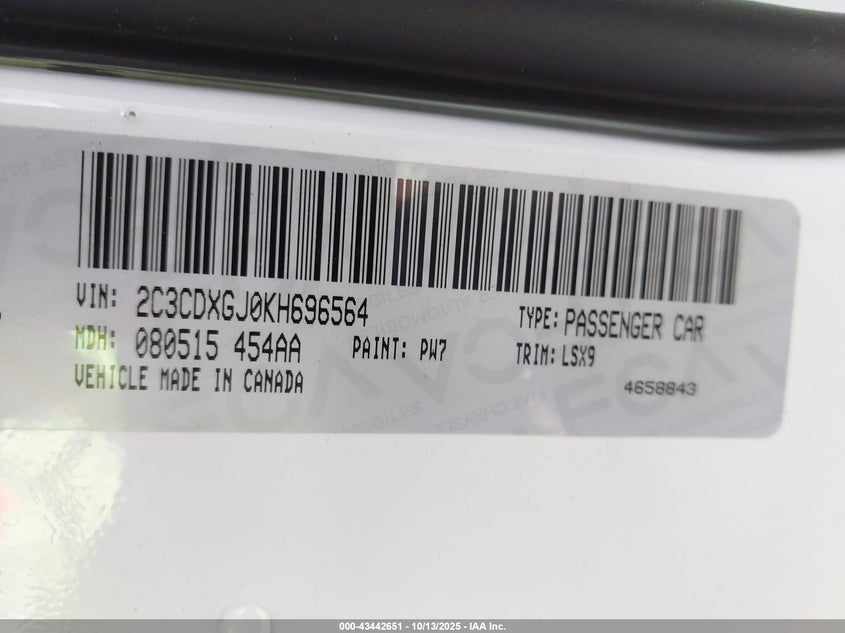 VIN: 2C3CDXGJ0KH696564 TYPE: PASSENGER CAR
MDH: 080515 454AA PAINT: PW7 TRIM: LSX9
VEHICLE MADE IN CANADA 4658843
000-43442651 - 10/13/2025 - IAA Inc.